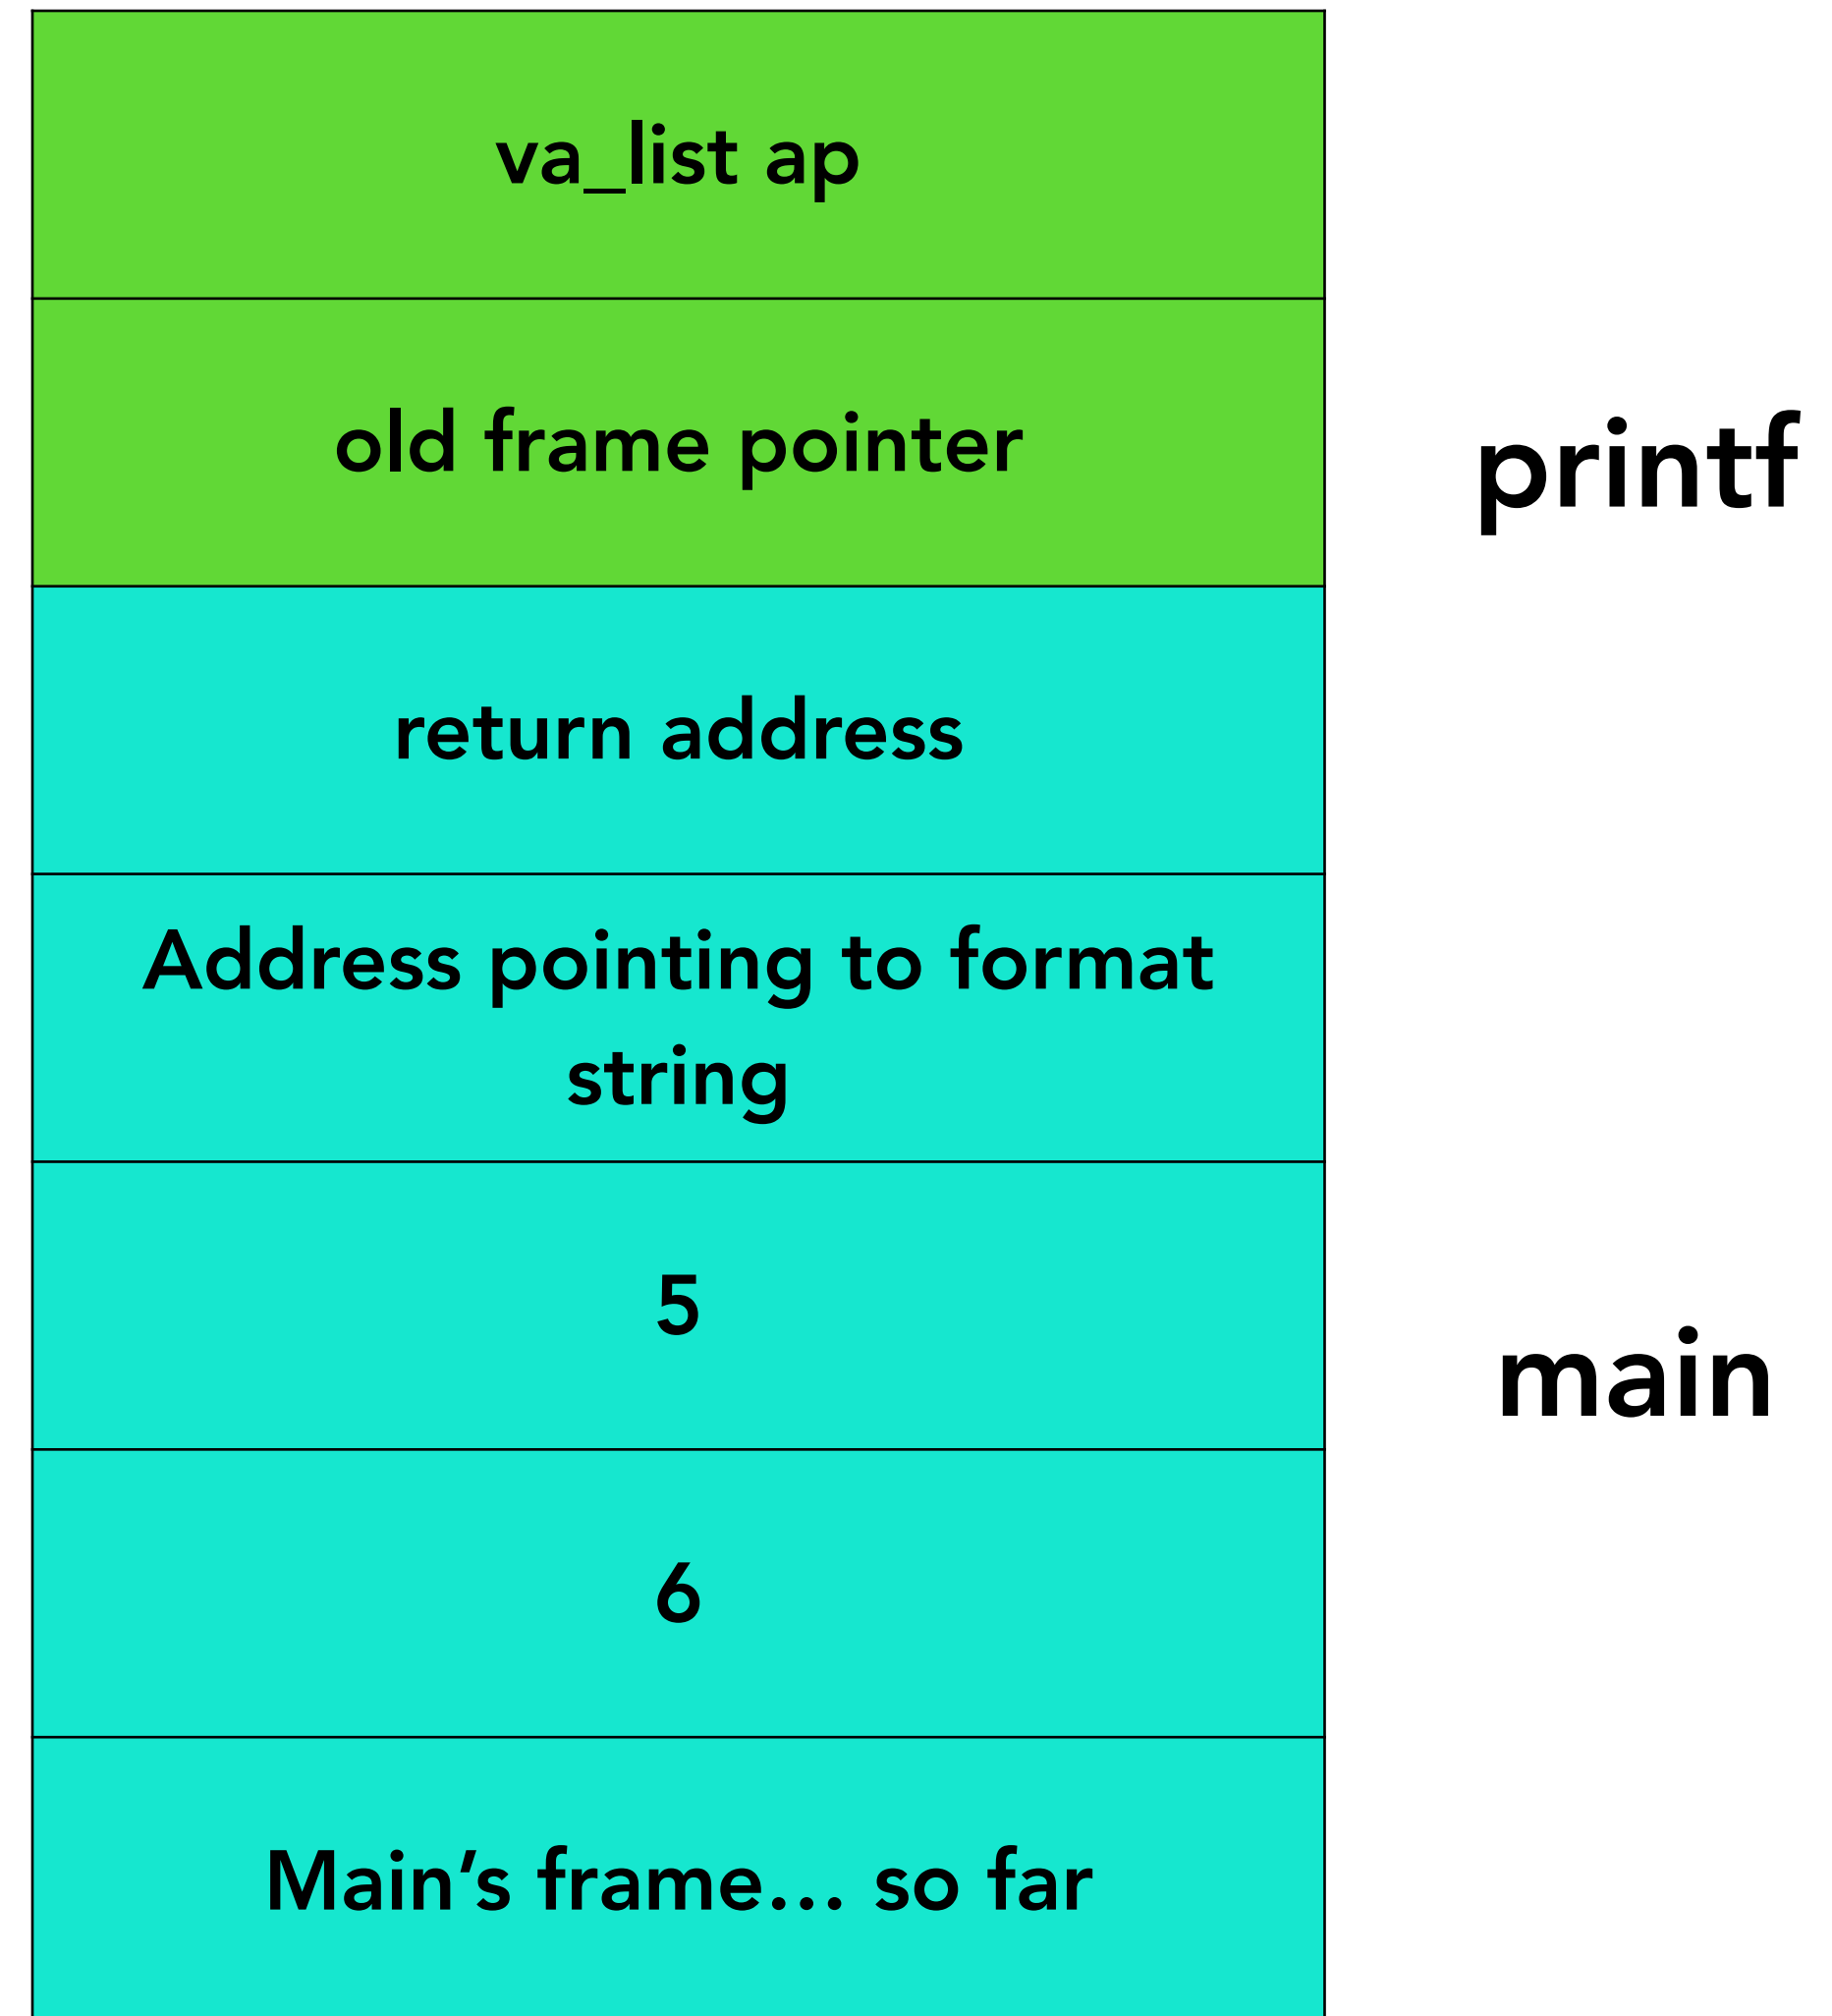 va_list ap
old frame pointer
printf
return address
Address pointing to format
string
5
main
6
Main’s frame... so far